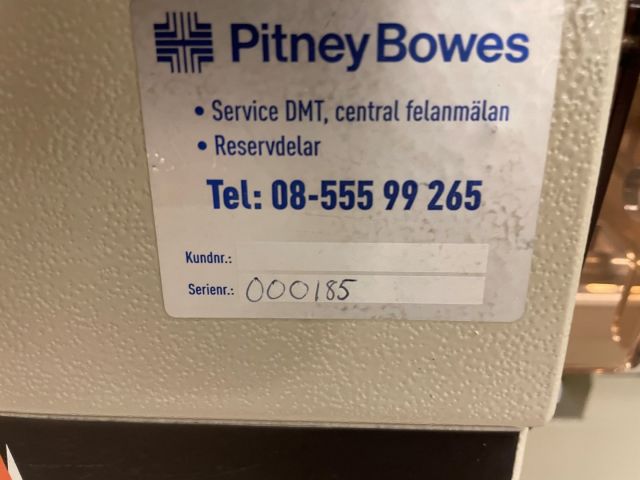 Pitney Bowes
• Service DMT, central felanmälan
• Reservdelar
Tel: 08-555 99 265
Kundnr.:
Serienr.: 000185